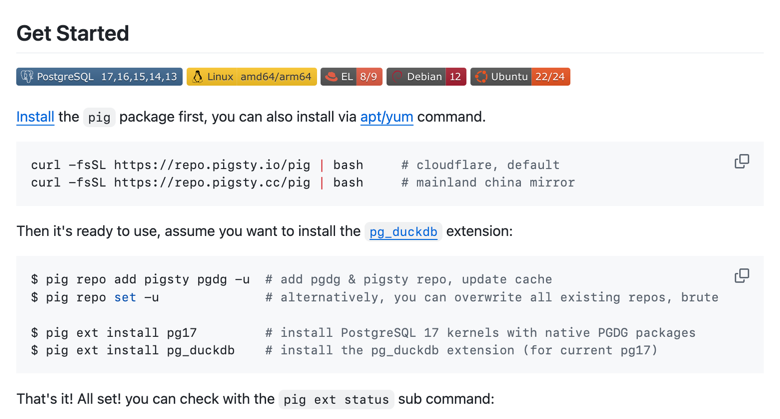 Get Started
PostgreSQL 17,16,15,14,13 Linux amd64/arm64 EL 8/9 Debian 12 Ubuntu 22/24
Install the pig package first, you can also install via apt/yum command.
curl -fsSL https://repo.pigsty.io/pig | bash     # cloudflare, default
curl -fsSL https://repo.pigsty.cc/pig | bash     # mainland china mirror
Then it's ready to use, assume you want to install the pg_duckdb extension:
$ pig repo add pigsty pgdg -u  # add pgdg & pigsty repo, update cache
$ pig repo set -u              # alternatively, you can overwrite all existing repos, brute
$ pig ext install pg17         # install PostgreSQL 17 kernels with native PGDG packages
$ pig ext install pg_duckdb    # install the pg_duckdb extension (for current pg17)
That's it! All set! you can check with the pig ext status sub command: